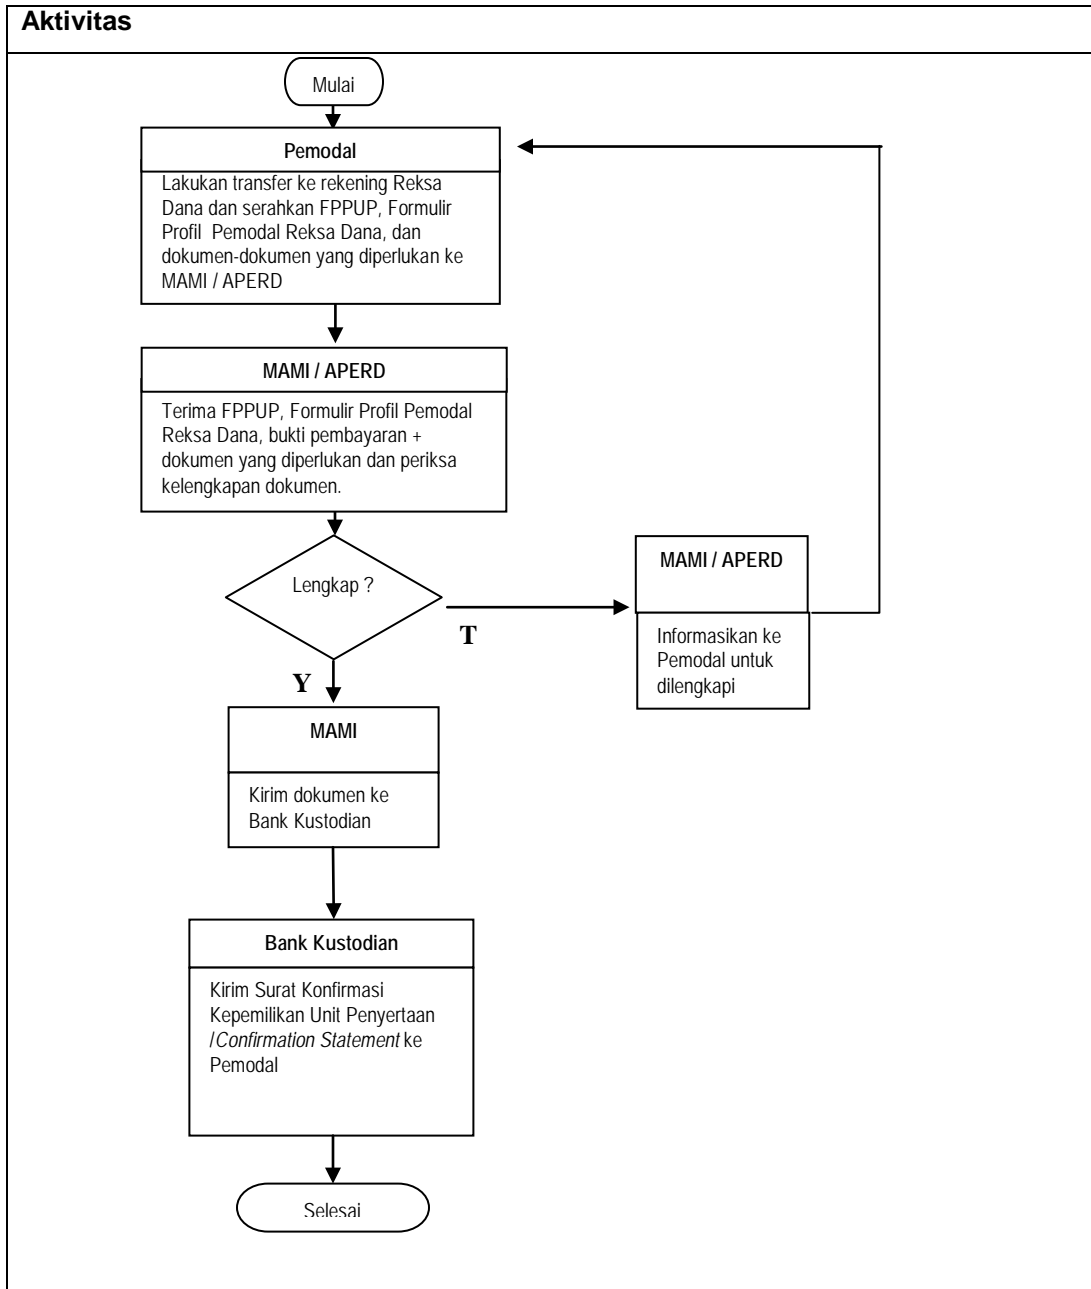 Aktivitas
Mulai
Pemodal
Lakukan transfer ke rekening Reksa
Dana dan serahkan FPPUP, Formulir
Profil Pemodal Reksa Dana, dan
dokumen-dokumen yang diperlukan ke
MAMI / APERD
MAMI / APERD
Terima FPPUP, Formulir Profil Pemodal
Reksa Dana, bukti pembayaran +
dokumen yang diperlukan dan periksa
kelengkapan dokumen.
Lengkap ?
T
MAMI / APERD
Informasikan ke
Pemodal untuk
dilengkapi
Y
MAMI
Kirim dokumen ke
Bank Kustodian
Bank Kustodian
Kirim Surat Konfirmasi
Kepemilikan Unit Penyertaan
/Confirmation Statement ke
Pemodal
Selesai